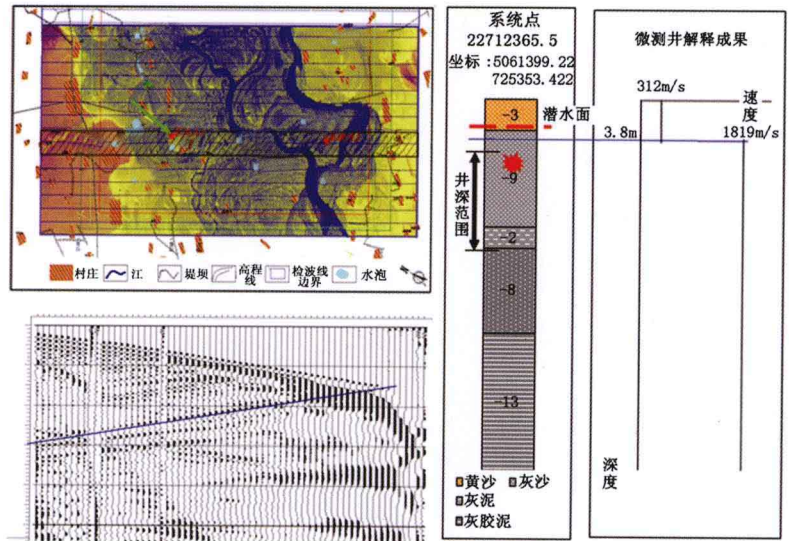 村庄 江 堤坝 高程线 检波线边界 水泡
系统点
22712365.5
坐标:5061399.22
725353.422
-3
潜水面
-9
井深范围
-2
-8
-13
黄沙 灰沙
灰泥
灰胶泥
微测井解释成果
312m/s
速度
3.8m
1819m/s
深度